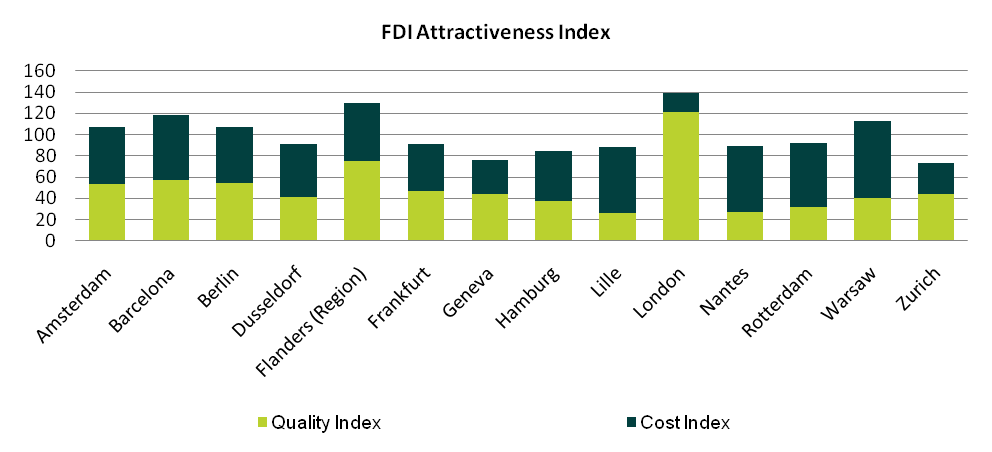 FDI Attractiveness Index
160
140
120
100
80
60
40
20
0
Amsterdam
Barcelona
Berlin
Dusseldorf
Flanders (Region)
Frankfurt
Geneva
Hamburg
Lille
London
Nantes
Rotterdam
Warsaw
Zurich
Quality Index
Cost Index